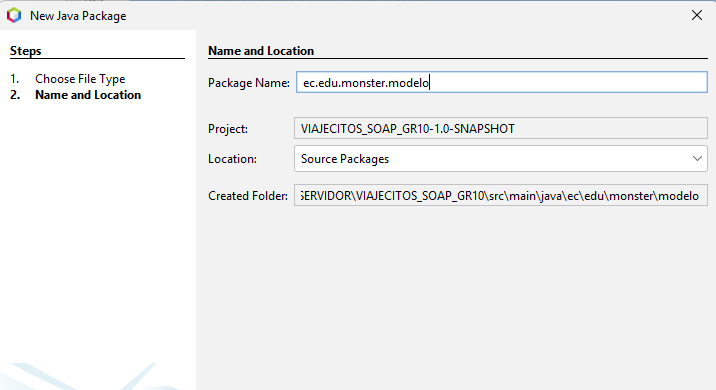 New Java Package
Steps
1. Choose File Type
2. Name and Location
Name and Location
Package Name: ec.edu.monster.modelo
Project: VIAJECITOS_SOAP_GR10-1.0-SNAPSHOT
Location: Source Packages
Created Folder: SERVIDOR\VIAJECITOS_SOAP_GR10\src\main\java\ec\edu\monster\modelo